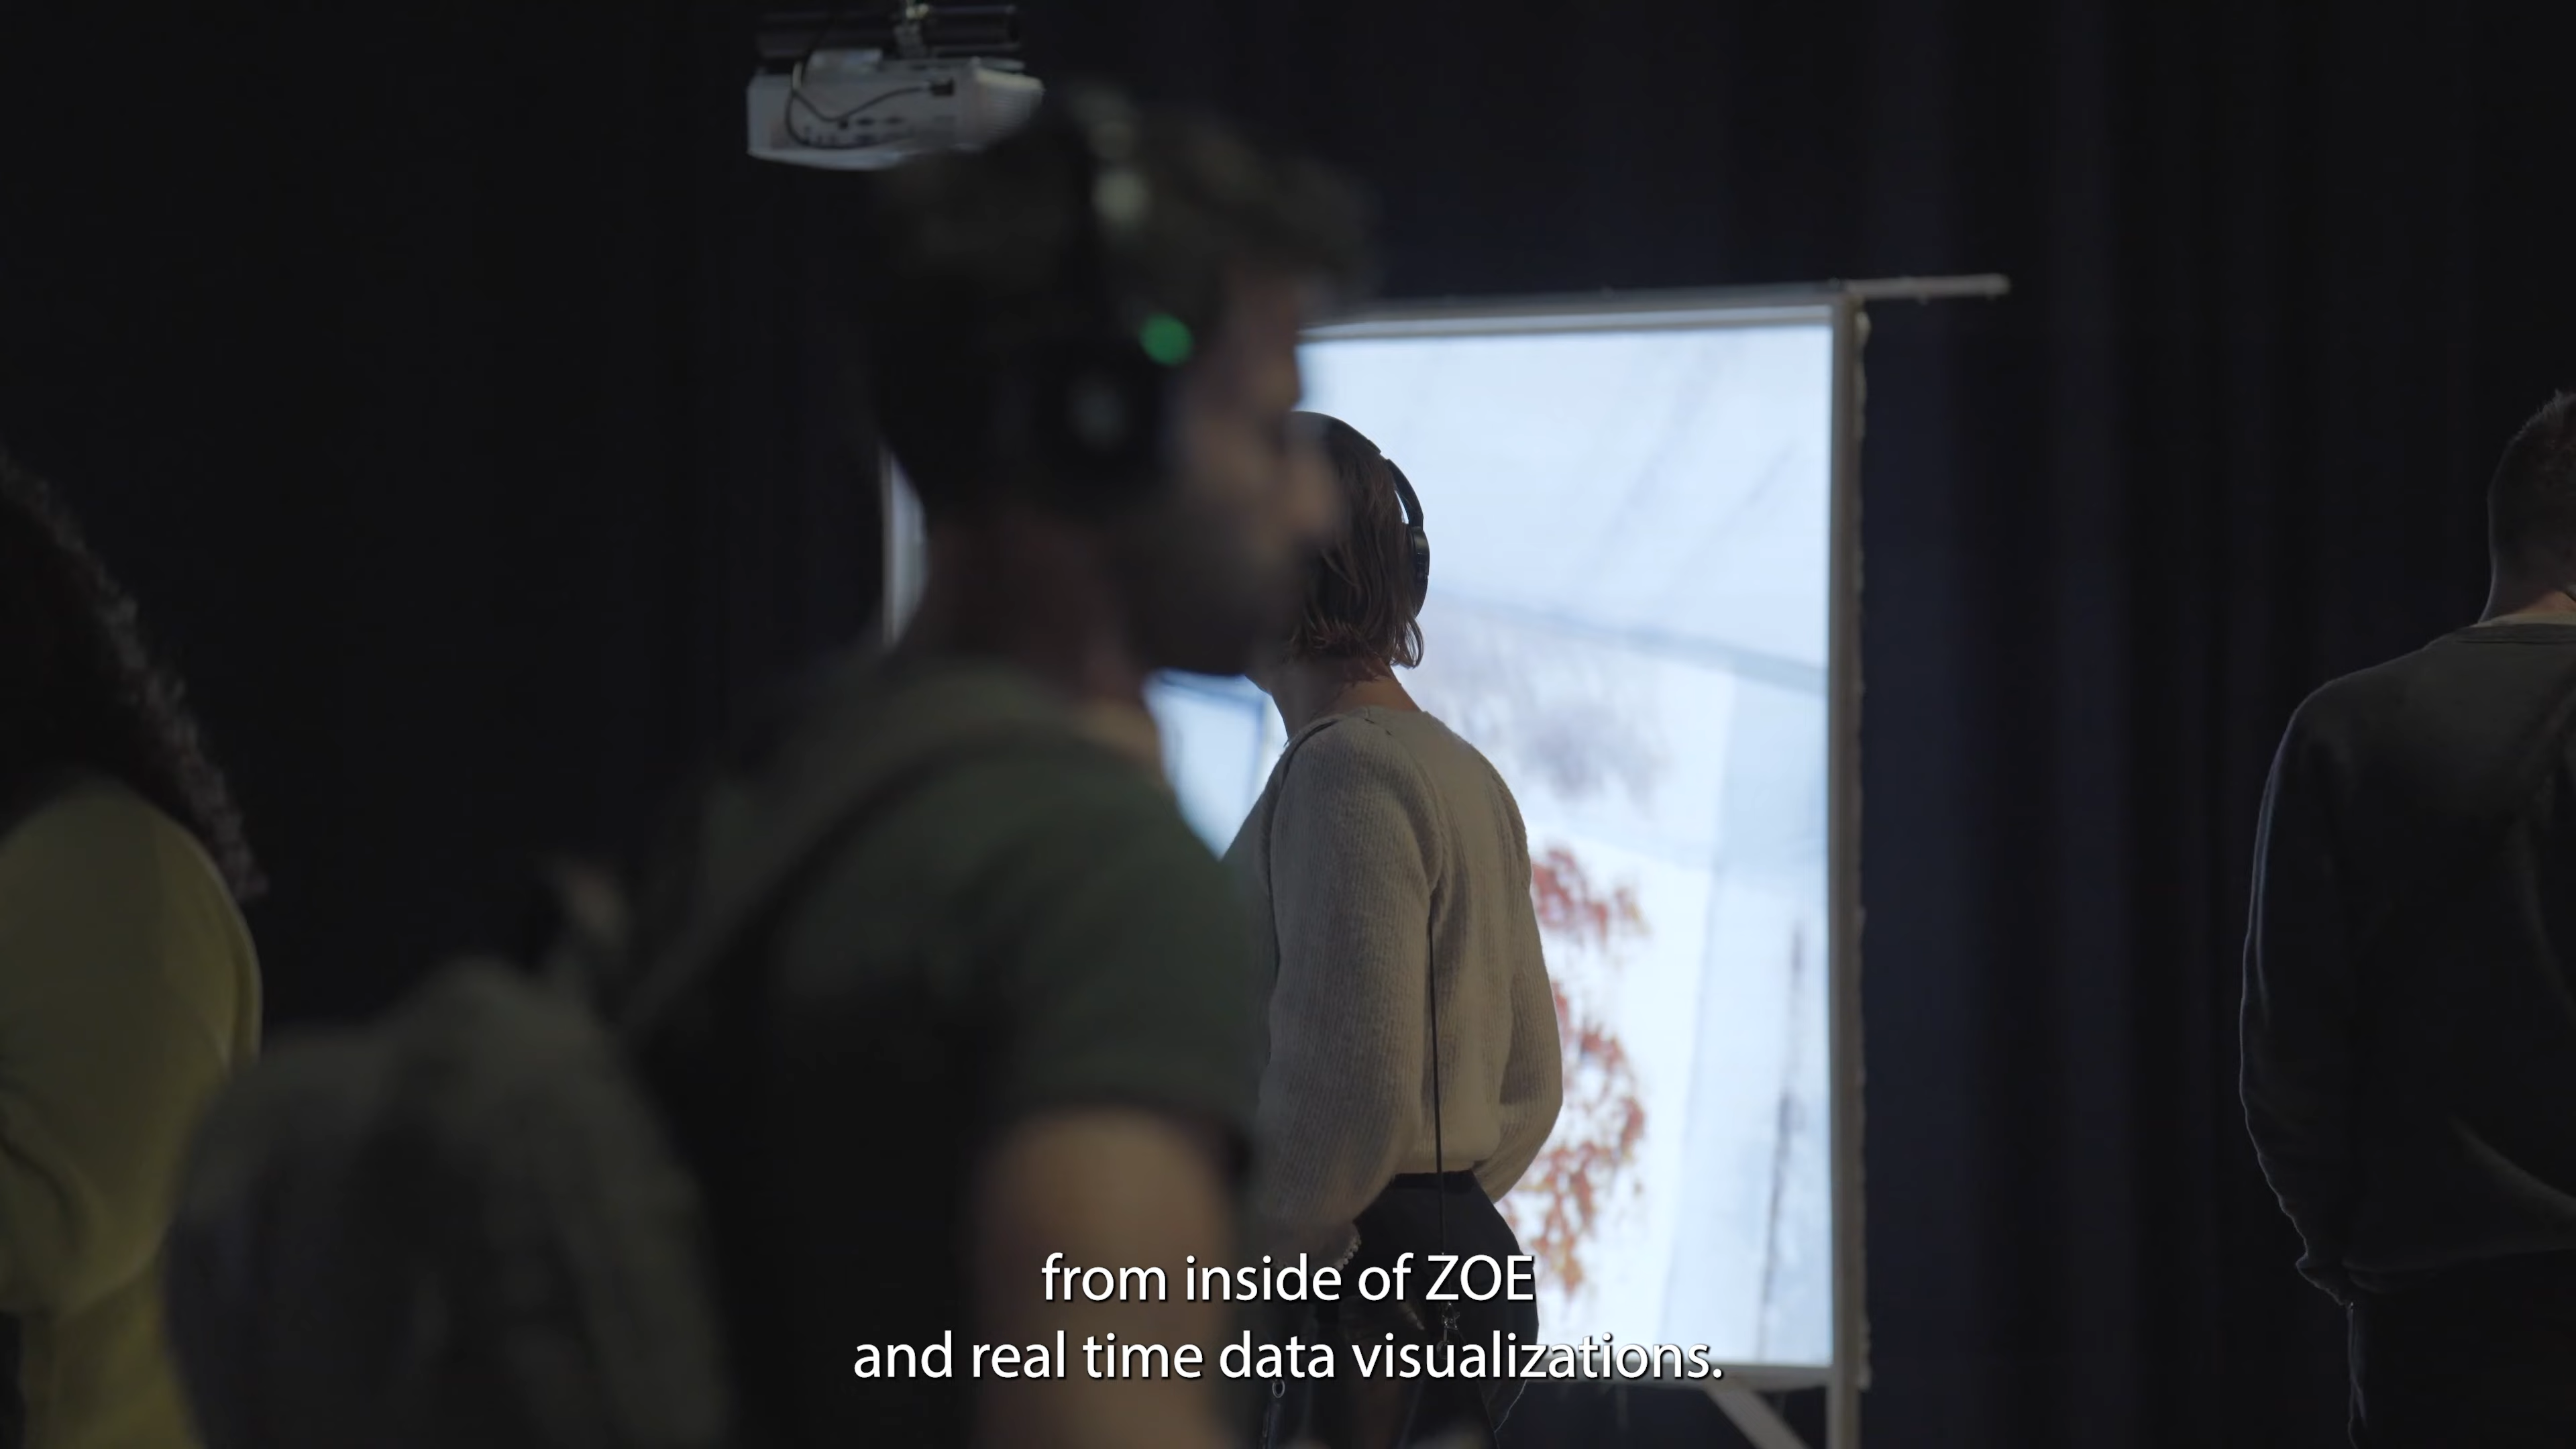 from inside of ZOE
and real time data visualizations.